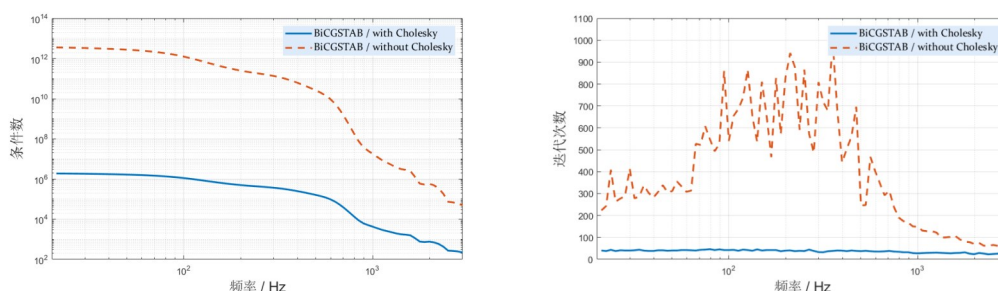 10^14
10^12
10^10
10^8
10^6
10^4
10^2
条件数
BiCGSTAB / with Cholesky
BiCGSTAB / without Cholesky
10^2
10^3
频率 / Hz
1100
1000
900
800
700
600
500
400
300
200
100
0
迭代次数
BiCGSTAB / with Cholesky
BiCGSTAB / without Cholesky
10^2
10^3
频率 / Hz